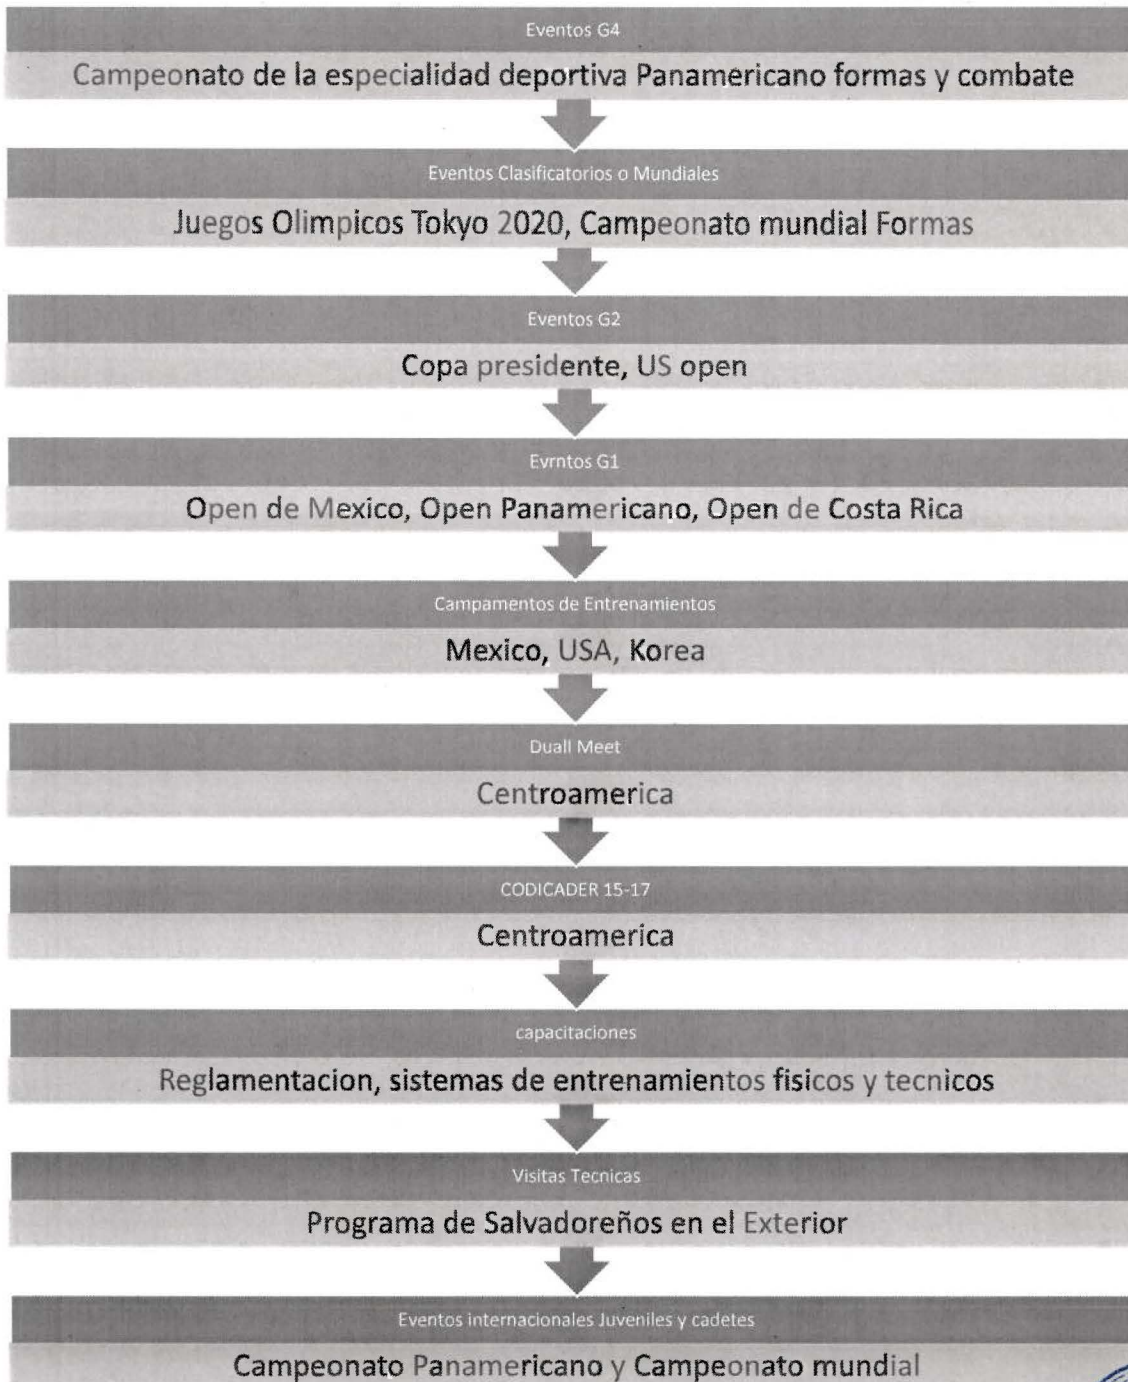 Eventos G4
Campeonato de la especialidad deportiva Panamericano formas y combate
Eventos Clasificatorios o Mundiales
Juegos Olimpicos Tokyo 2020, Campeonato mundial Formas
Eventos G2
Copa presidente, US open
Evrntos G1
Open de Mexico, Open Panamericano, Open de Costa Rica
Campamentos de Entrenamientos
Mexico, USA, Korea
Duall Meet
Centroamerica
CODICADER 15-17
Centroamerica
capacitaciones
Reglamentacion, sistemas de entrenamientos fisicos y tecnicos
Visitas Tecnicas
Programa de Salvadoreños en el Exterior
Eventos internacionales Juveniles y cadetes
Campeonato Panamericano y Campeonato mundial